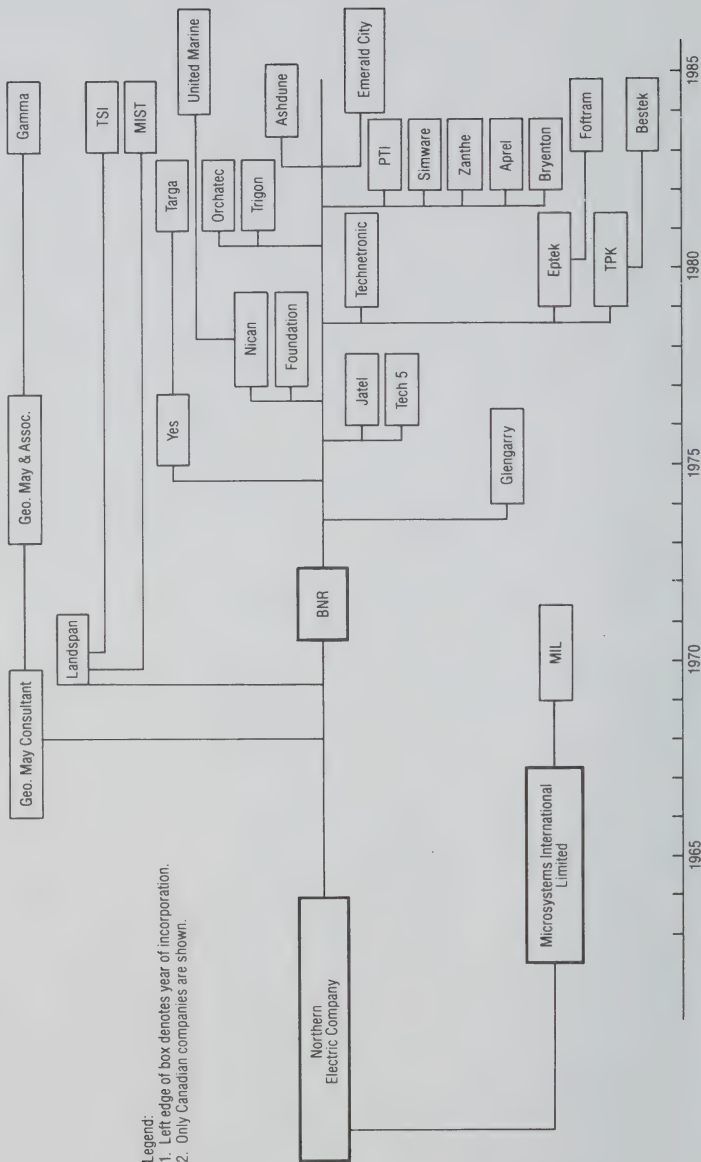 Geo. May Consultant
Geo. May & Assoc.
Gamma
Landspan
TSI
MIST
Yes
Targa
United Marine
Nican
Foundation
Orchatec
Trigon
Ashdune
Northern
Electric Company
BNR
Emerald City
Jatel
Tech 5
Technetronic
PTI
Simware
Zanthe
Aprel
Bryenton
Glengarry
Eptek
Foftram
TPK
Bestek
Microsystems International
Limited
MIL
1965
1970
1975
1980
1985
Legend:
1. Left edge of box denotes year of incorporation.
2. Only Canadian companies are shown.